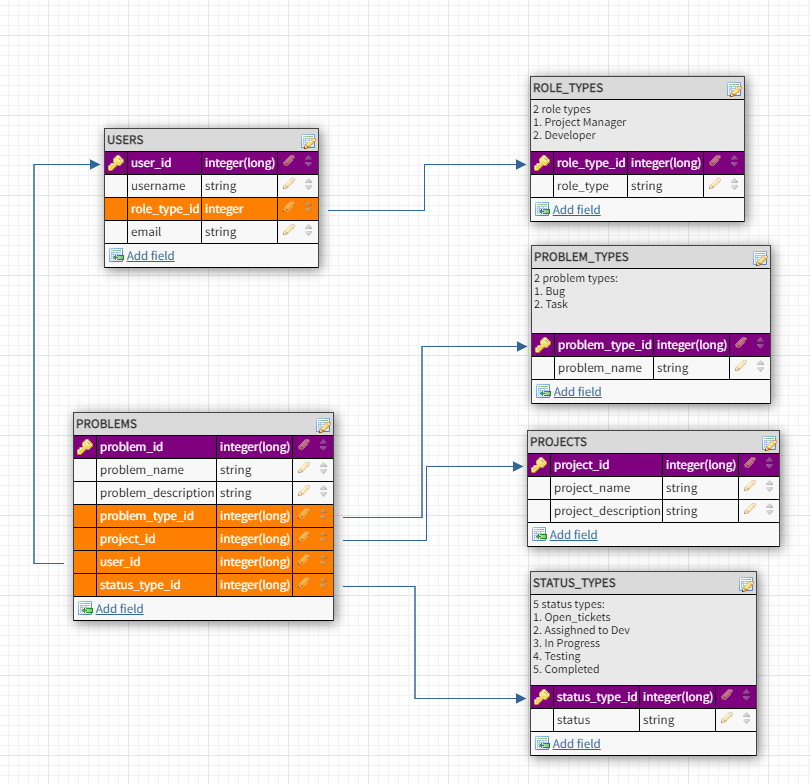 USERS
user_id integer(long)
username string
role_type_id integer
email string
Add field
ROLE_TYPES
2 role types
1. Project Manager
2. Developer
role_type_id integer(long)
role_type string
Add field
PROBLEM_TYPES
2 problem types:
1. Bug
2. Task
problem_type_id integer(long)
problem_name string
Add field
PROBLEMS
problem_id integer(long)
problem_name string
problem_description string
problem_type_id integer(long)
project_id integer(long)
user_id integer(long)
status_type_id integer(long)
Add field
PROJECTS
project_id integer(long)
project_name string
project_description string
Add field
STATUS_TYPES
5 status types:
1. Open_tickets
2. Assighned to Dev
3. In Progress
4. Testing
5. Completed
status_type_id integer(long)
status string
Add field